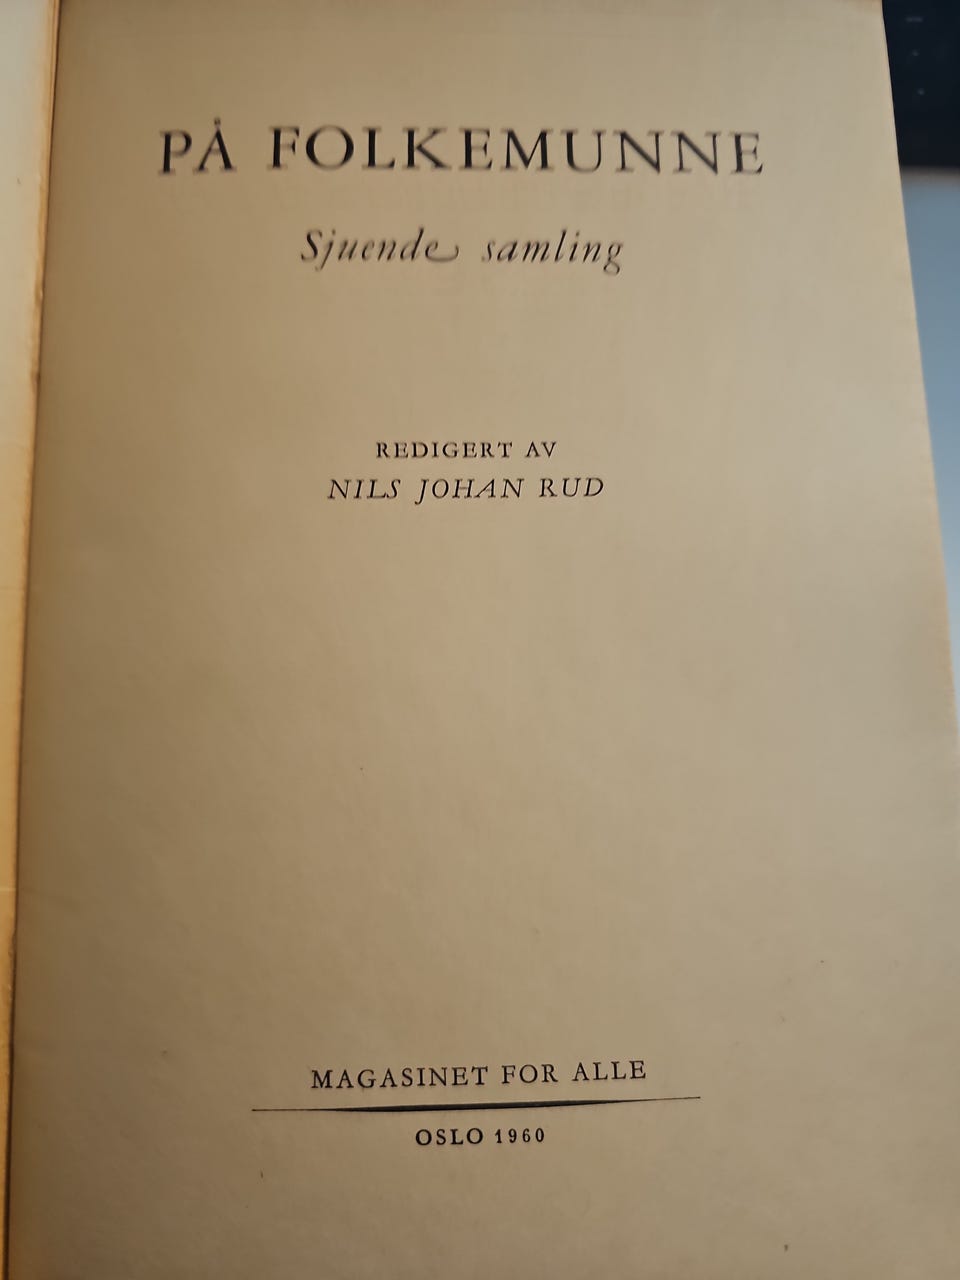 PÅ FOLKEMUNNE
Sjuende samling
REDIGERT AV
NILS JOHAN RUD
MAGASINET FOR ALLE
OSLO 1960